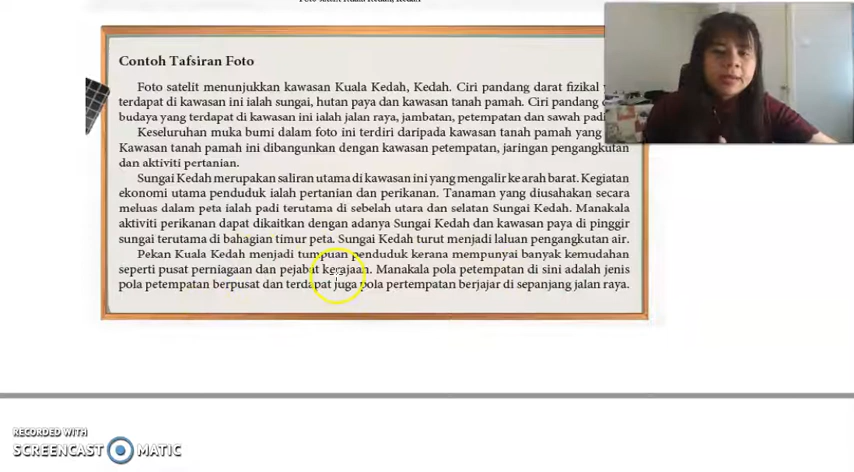 Contoh Tafsiran Foto
Foto satelit menunjukkan kawasan Kuala Kedah, Kedah. Ciri pandang darat fizikal
terdapat di kawasan ini ialah sungai, hutan paya dan kawasan tanah pamah. Ciri pandang
budaya yang terdapat di kawasan ini ialah jalan raya, jambatan, petempatan dan sawah padi
Keseluruhan muka bumi dalam foto ini terdiri daripada kawasan tanah pamah yang
Kawasan tanah pamah ini dibangunkan dengan kawasan petempatan, jaringan pengangkutan
dan aktiviti pertanian.
Sungai Kedah merupakan saliran utama di kawasan ini yang mengalir ke arah barat. Kegiatan
ekonomi utama penduduk ialah pertanian dan perikanan. Tanaman yang diusahakan secara
meluas dalam peta ialah padi terutama di sebelah utara dan selatan Sungai Kedah. Manakala
aktiviti perikanan dapat dikaitkan dengan adanya Sungai Kedah dan kawasan paya di pinggir
sungai terutama di bahagian timur peta. Sungai Kedah turut menjadi laluan pengangkutan air.
Pekan Kuala Kedah menjadi tumpuan penduduk kerana mempunyai banyak kemudahan
seperti pusat perniagaan dan pejabat kerajaan. Manakala pola petempatan di sini adalah jenis
pola petempatan berpusat dan terdapat juga pola pertempatan berjajar di sepanjang jalan raya.
RECORDED WITH
SCREENCAST MATIC